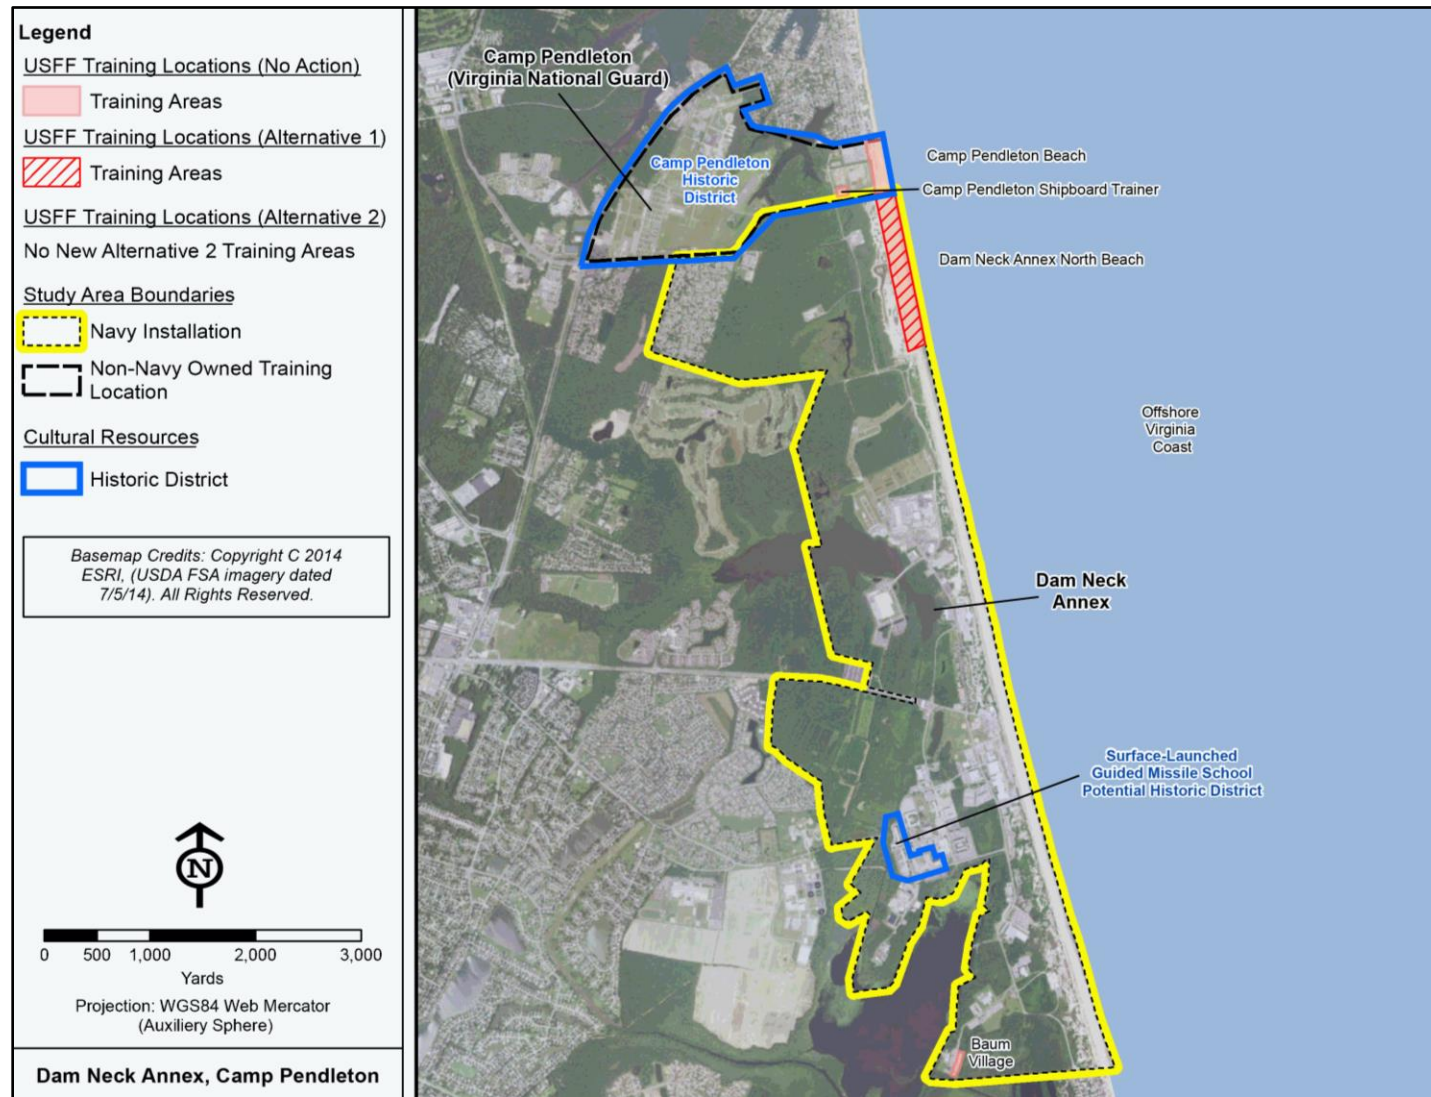 Legend
USFF Training Locations (No Action)
Training Areas
USFF Training Locations (Alternative 1)
Training Areas
USFF Training Locations (Alternative 2)
No New Alternative 2 Training Areas
Study Area Boundaries
Navy Installation
Non-Navy Owned Training
Location
Cultural Resources
Historic District
Basemap Credits: Copyright C 2014
ESRI, (USDA FSA imagery dated
7/5/14). All Rights Reserved.
N
0 500 1,000 2,000 3,000
Yards
Projection: WGS84 Web Mercator
(Auxiliery Sphere)
Dam Neck Annex, Camp Pendleton
Camp Pendleton
(Virginia National Guard)
Camp Pendleton
Historic
District
Camp Pendleton Beach
Camp Pendleton Shipboard Trainer
Dam Neck Annex North Beach
Offshore
Virginia
Coast
Dam Neck
Annex
Surface-Launched
Guided Missile School
Potential Historic District
Baum
Village